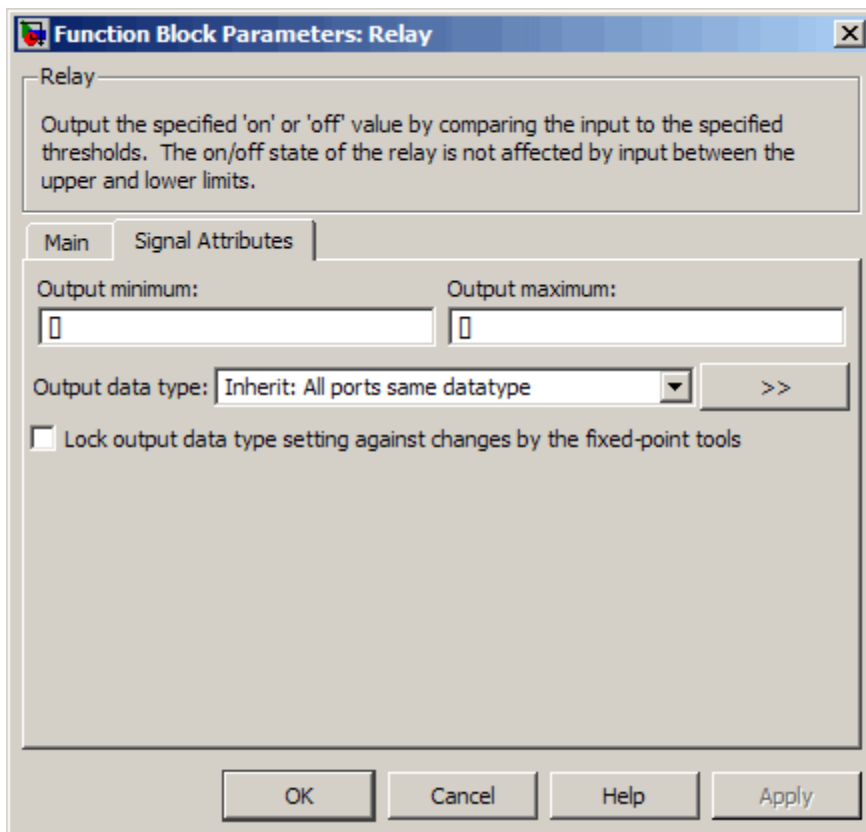 Function Block Parameters: Relay
Relay
Output the specified 'on' or 'off' value by comparing the input to the specified
thresholds. The on/off state of the relay is not affected by input between the
upper and lower limits.
Main
Signal Attributes
Output minimum:
Output maximum:
[]
[]
Output data type: Inherit: All ports same datatype >>
Lock output data type setting against changes by the fixed-point tools
OK
Cancel
Help
Apply